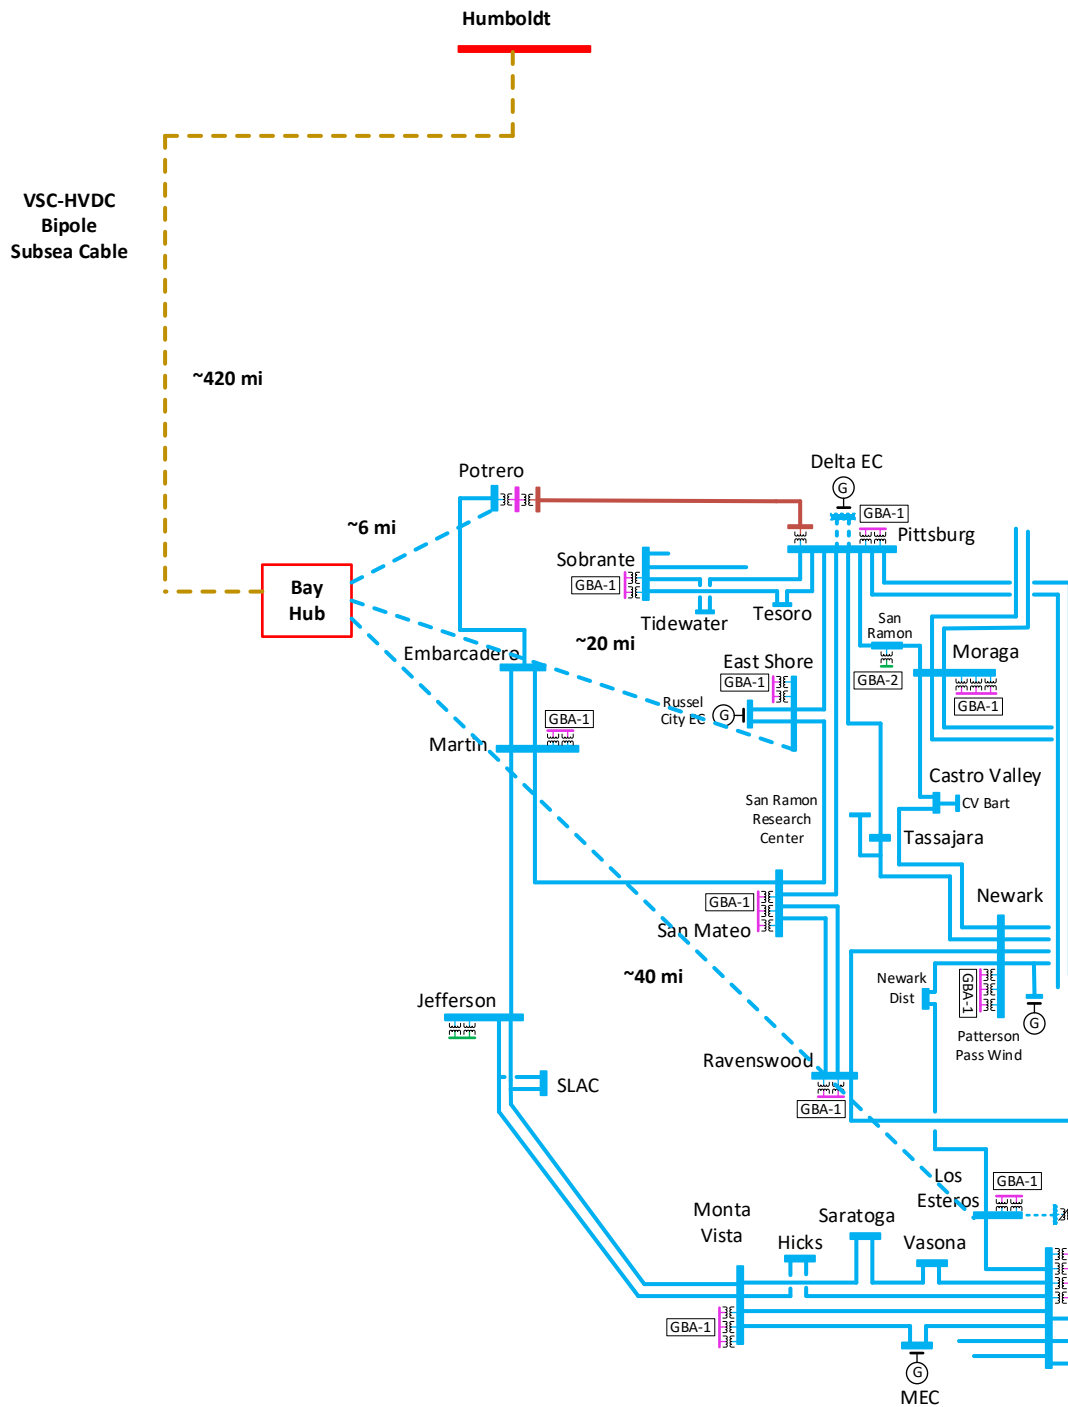 Humboldt
VSC-HVDC
Bipole
Subsea Cable
~420 mi
Delta EC
Potrero
G
GBA-1
~6 mi
Pittsburg
Sobrante
Bay
Hub
GBA-1
Tidewater
Tesoro
San
Ramon
~20 mi
Embarcadero
East Shore
Moraga
GBA-1
GBA-2
Russel
City EC
G
GBA-1
GBA-1
Martin
Castro Valley
CV Bart
San Ramon
Research
Center
Tassajara
Newark
GBA-1
San Mateo
~40 mi
Newark
Dist
GBA-1
Jefferson
G
Patterson
Pass Wind
Ravenswood
SLAC
GBA-1
Los
Esteros
GBA-1
Monta
Vista
Saratoga
Hicks
Vasona
GBA-1
G
MEC